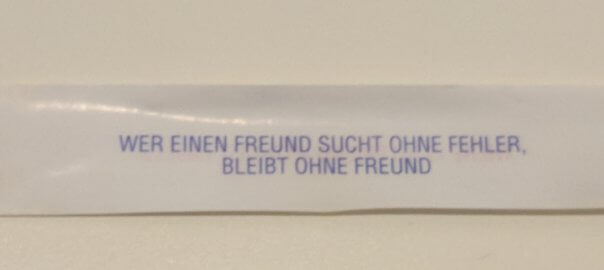 WER EINEN FREUND SUCHT OHNE FEHLER,
BLEIBT OHNE FREUND